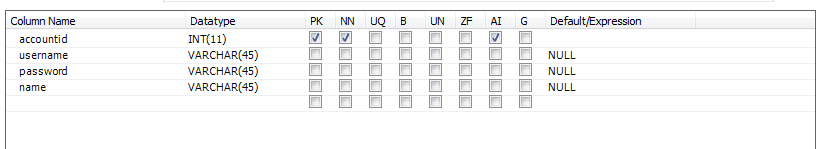 Column Name Datatype PK NN UQ B UN ZF AI G Default/Expression
accountid INT(11)
username VARCHAR(45) NULL
password VARCHAR(45) NULL
name VARCHAR(45) NULL